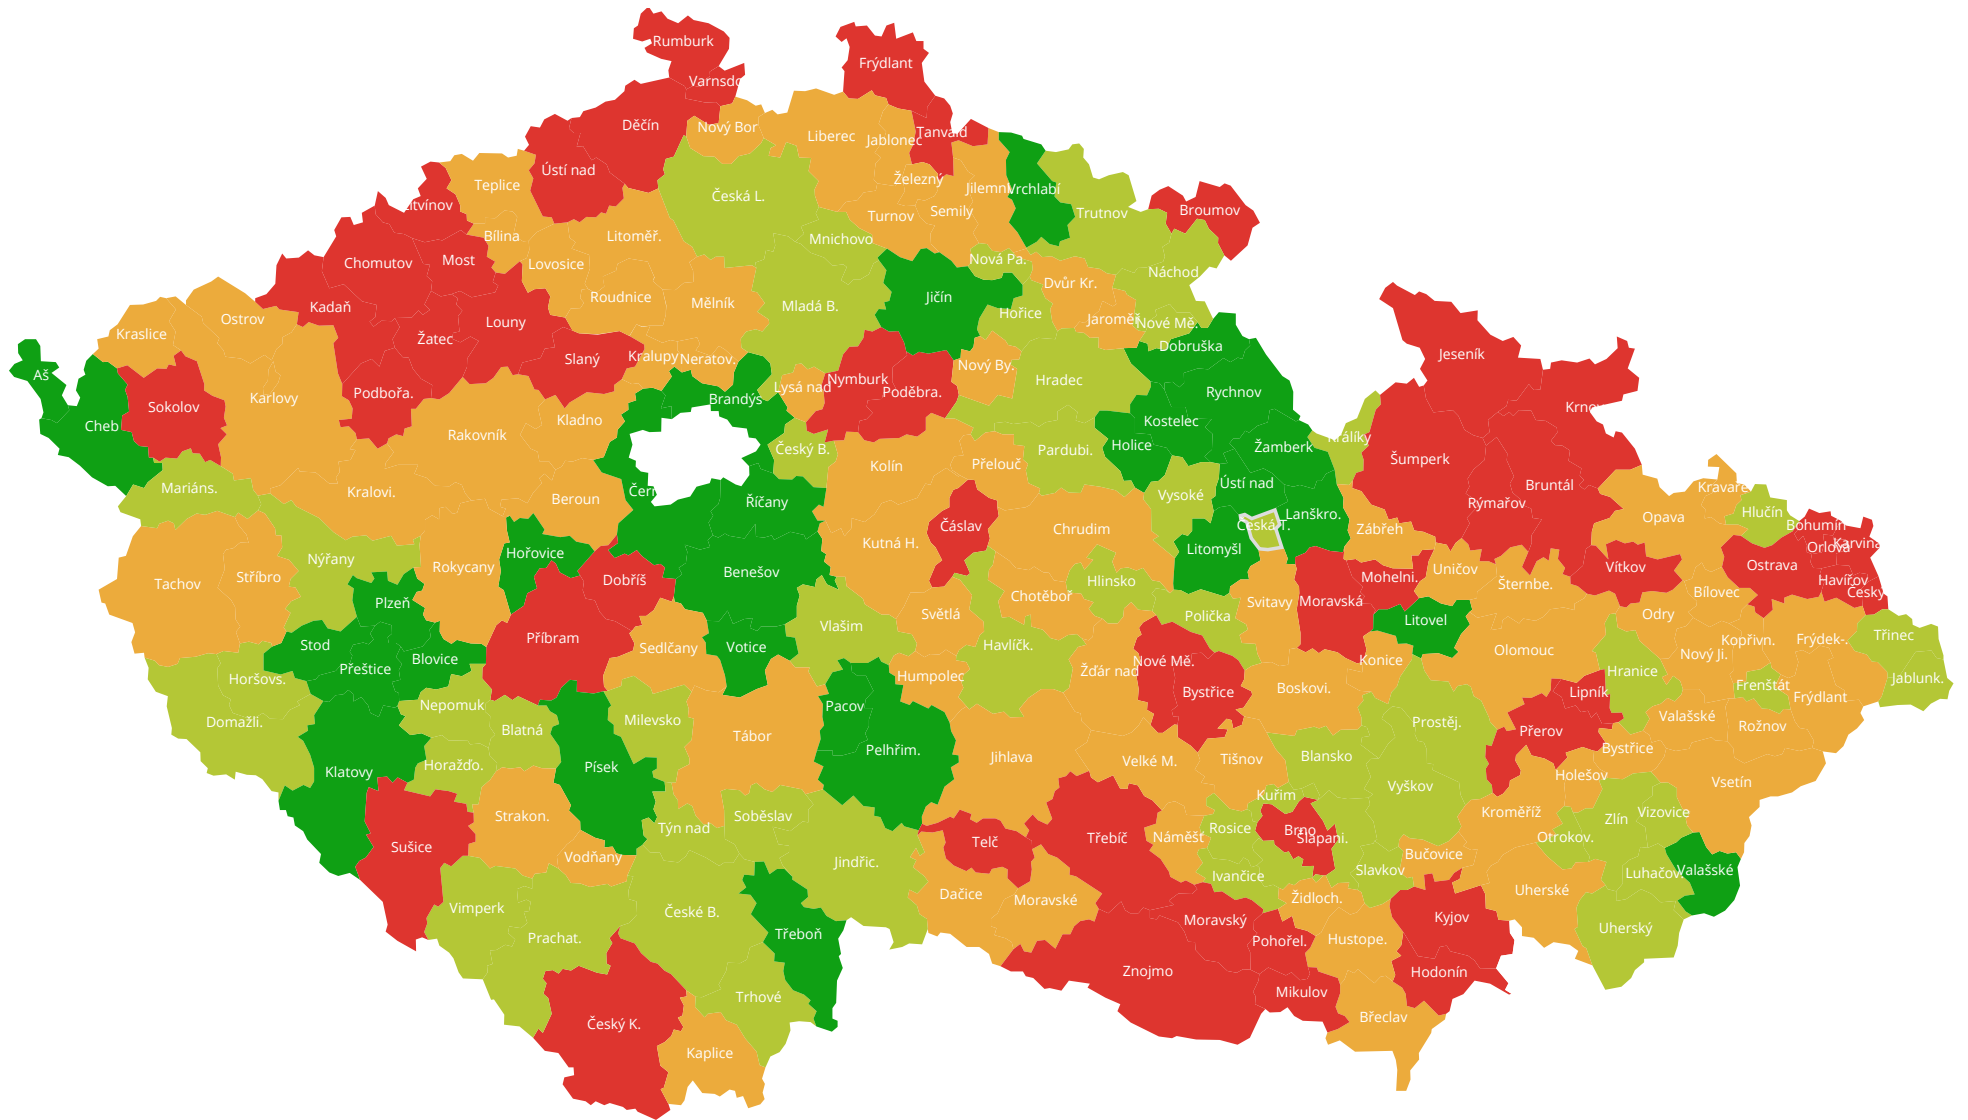 Rumburk
Frýdlant
Varnsdo
Děčín
Nový Bor
Liberec
Jablonec
Tanvald
Ústí nad
Teplice
Železný
Jilemni
Vrchlabí
Česká L.
Litvínov
Turnov
Semily
Trutnov
Broumov
Bílina
Litoměř.
Mnichovo
Chomutov
Most
Lovosice
Nová Pa.
Náchod
Kadaň
Roudnice
Mělník
Mladá B.
Jičín
Dvůr Kr.
Ostrov
Louny
Hořice
Jaroměř
Nové Mě.
Kraslice
Žatec
Slaný
Kralupy
Neratov.
Dobruška
Jeseník
Aš
Nový By.
Sokolov
Karlovy
Podbořa.
Brandýs
Lysá nad
Nymburk
Poděbra.
Hradec
Rychnov
Krnov
Cheb
Rakovník
Kladno
Kostelec
Český B.
Pardubi.
Holice
Žamberk
Králíky
Mariáns.
Kralovi.
Beroun
Čern
Říčany
Kolín
Přelouč
Vysoké
Ústí nad
Šumperk
Bruntál
Rýmařov
Kravaře
Nýřany
Hořovice
Čáslav
Chrudim
Česká T.
Lanškro.
Zábřeh
Opava
Hlučín
Bohumín
Tachov
Stříbro
Rokycany
Dobříš
Benešov
Kutná H.
Litomyšl
Orlová
Karviná
Plzeň
Hlinsko
Mohelni.
Uničov
Šternbe.
Vítkov
Ostrava
Havířov
Český
Chotěboř
Svitavy
Moravská
Bílovec
Stod
Příbram
Sedlčany
Votice
Vlašim
Světlá
Havlíčk.
Polička
Litovel
Odry
Přeštice
Blovice
Olomouc
Kopřivn.
Frýdek-.
Třinec
Horšovs.
Humpolec
Žďár nad
Nové Mě.
Konice
Nový Ji.
Hranice
Jablunk.
Domažli.
Nepomuk
Blatná
Milevsko
Pacov
Bystřice
Boskovi.
Lipník
Frenštát
Frýdlant
Tábor
Pelhřim.
Prostěj.
Přerov
Valašské
Rožnov
Klatovy
Horažďo.
Písek
Jihlava
Velké M.
Tišnov
Blansko
Bystřice
Vyškov
Holešov
Vsetín
Strakon.
Týn nad
Soběslav
Kuřim
Kroměříž
Zlín
Vizovice
Sušice
Vodňany
Jindřic.
Telč
Třebíč
Náměšť
Rosice
Brno
Šlapani.
Otrokov.
Bučovice
Slavkov
Ivančice
Luhačov
Valašské
Vimperk
České B.
Dačice
Moravské
Židloch.
Uherské
Prachat.
Třeboň
Moravský
Pohořel.
Hustope.
Kyjov
Uherský
Trhové
Znojmo
Mikulov
Hodonín
Český K.
Kaplice
Břeclav